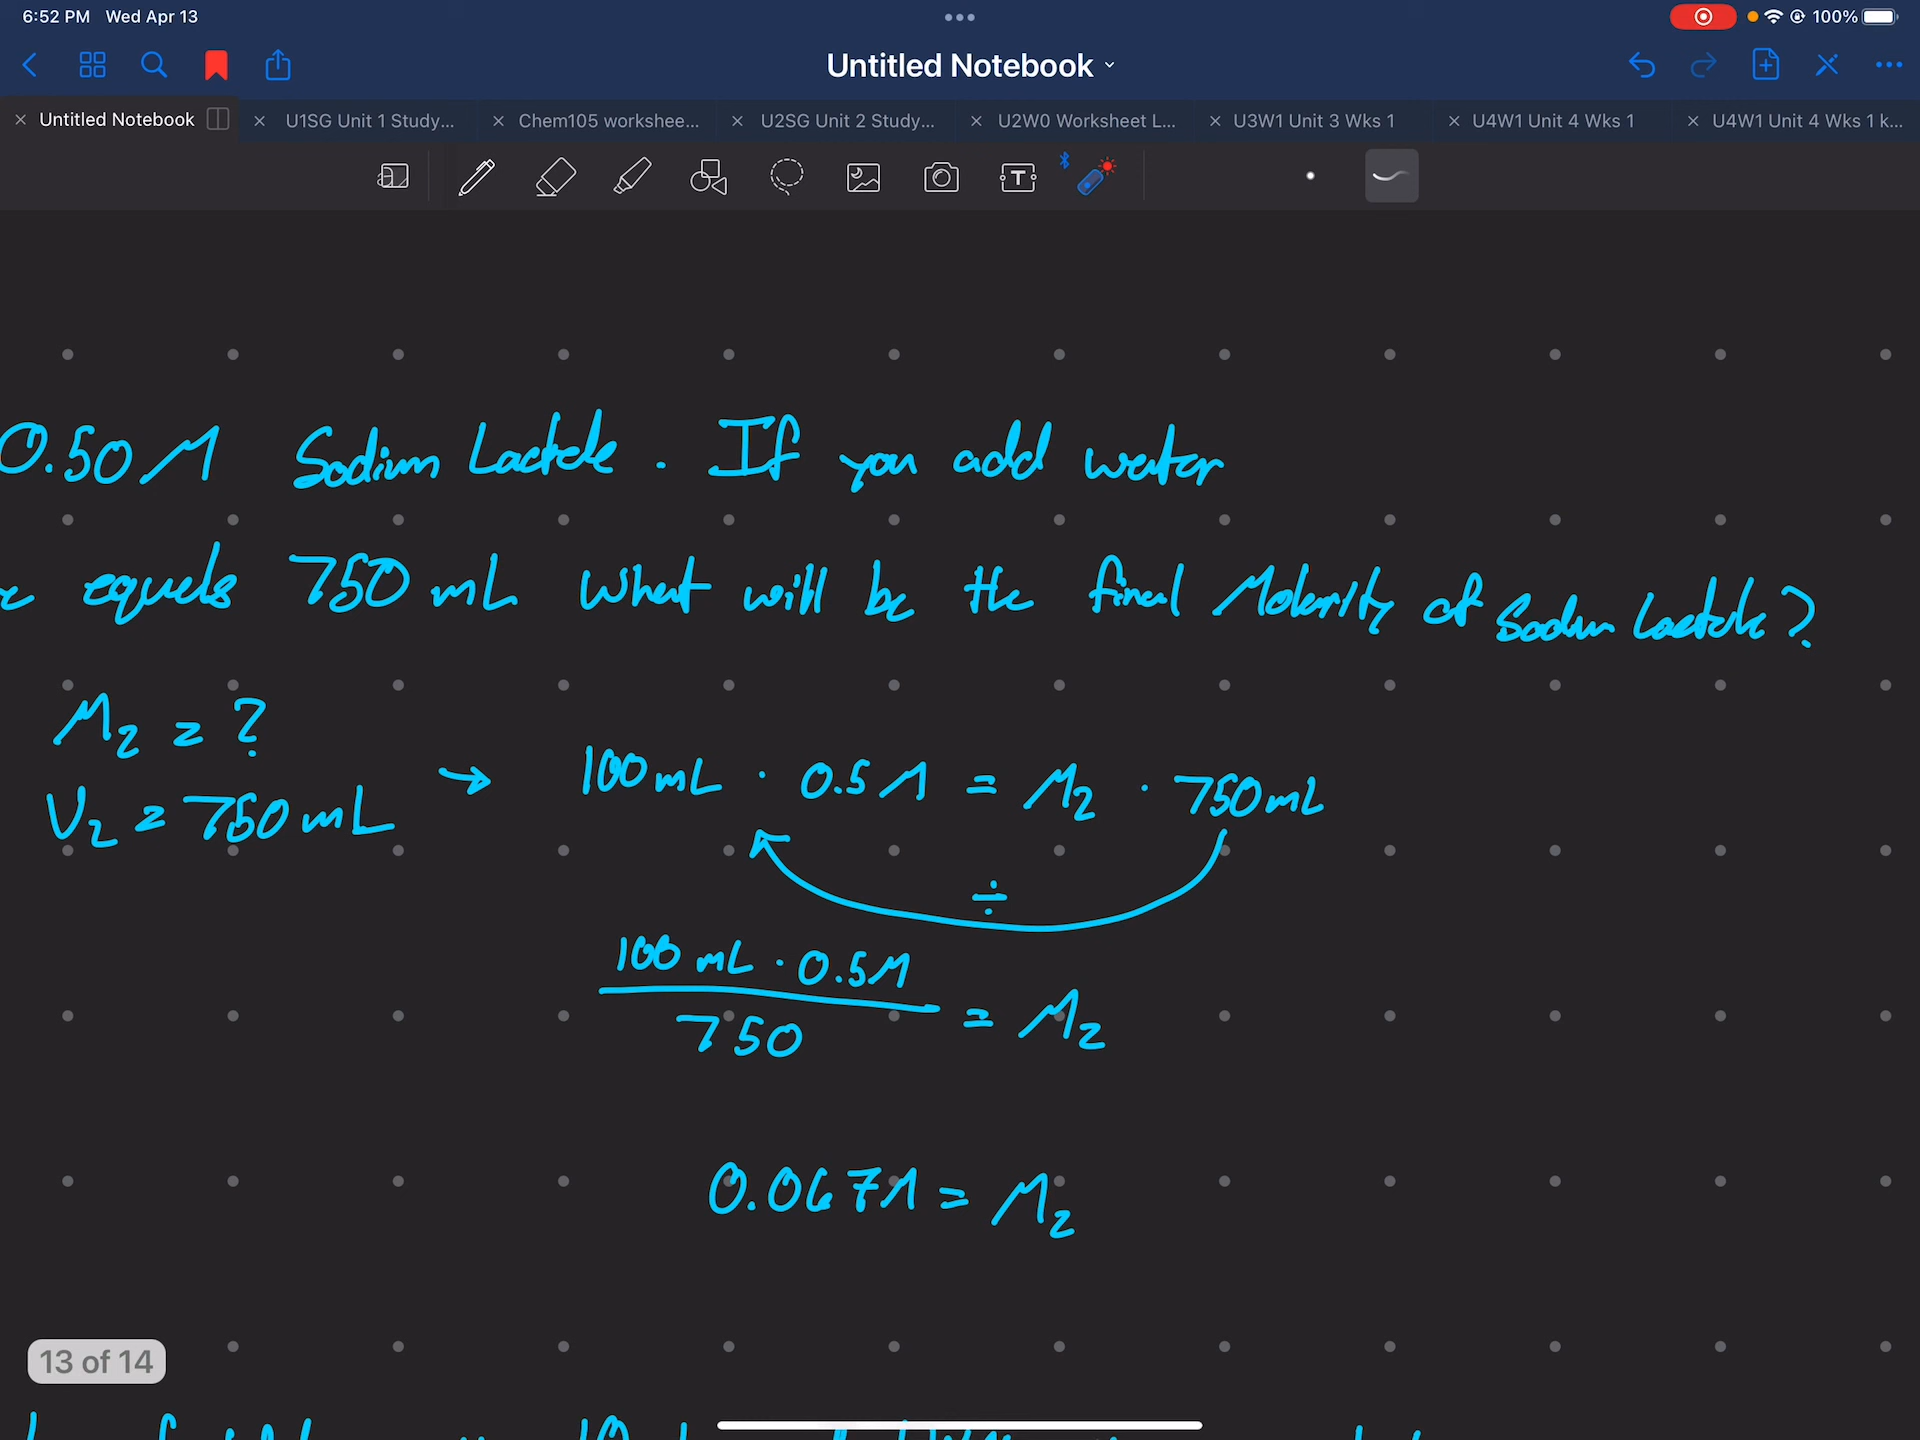 6:52 PM Wed Apr 13
100%
Untitled Notebook
Untitled Notebook
U1SG Unit 1 Study...
Chem105 workshee...
U2SG Unit 2 Study...
U2W0 Worksheet L...
U3W1 Unit 3 Wks 1
U4W1 Unit 4 Wks 1
U4W1 Unit 4 Wks 1 k...
0.50 M Sodium Lactate. If you add water
equals 750 mL What will be the final Molarity of Sodium Lactate?
M₂ = ?
V₂ = 750 mL → 100 mL · 0.5 M = M₂ · 750 mL
÷
100 mL · 0.5 M
750
= M₂
0.067 M = M₂
13 of 14